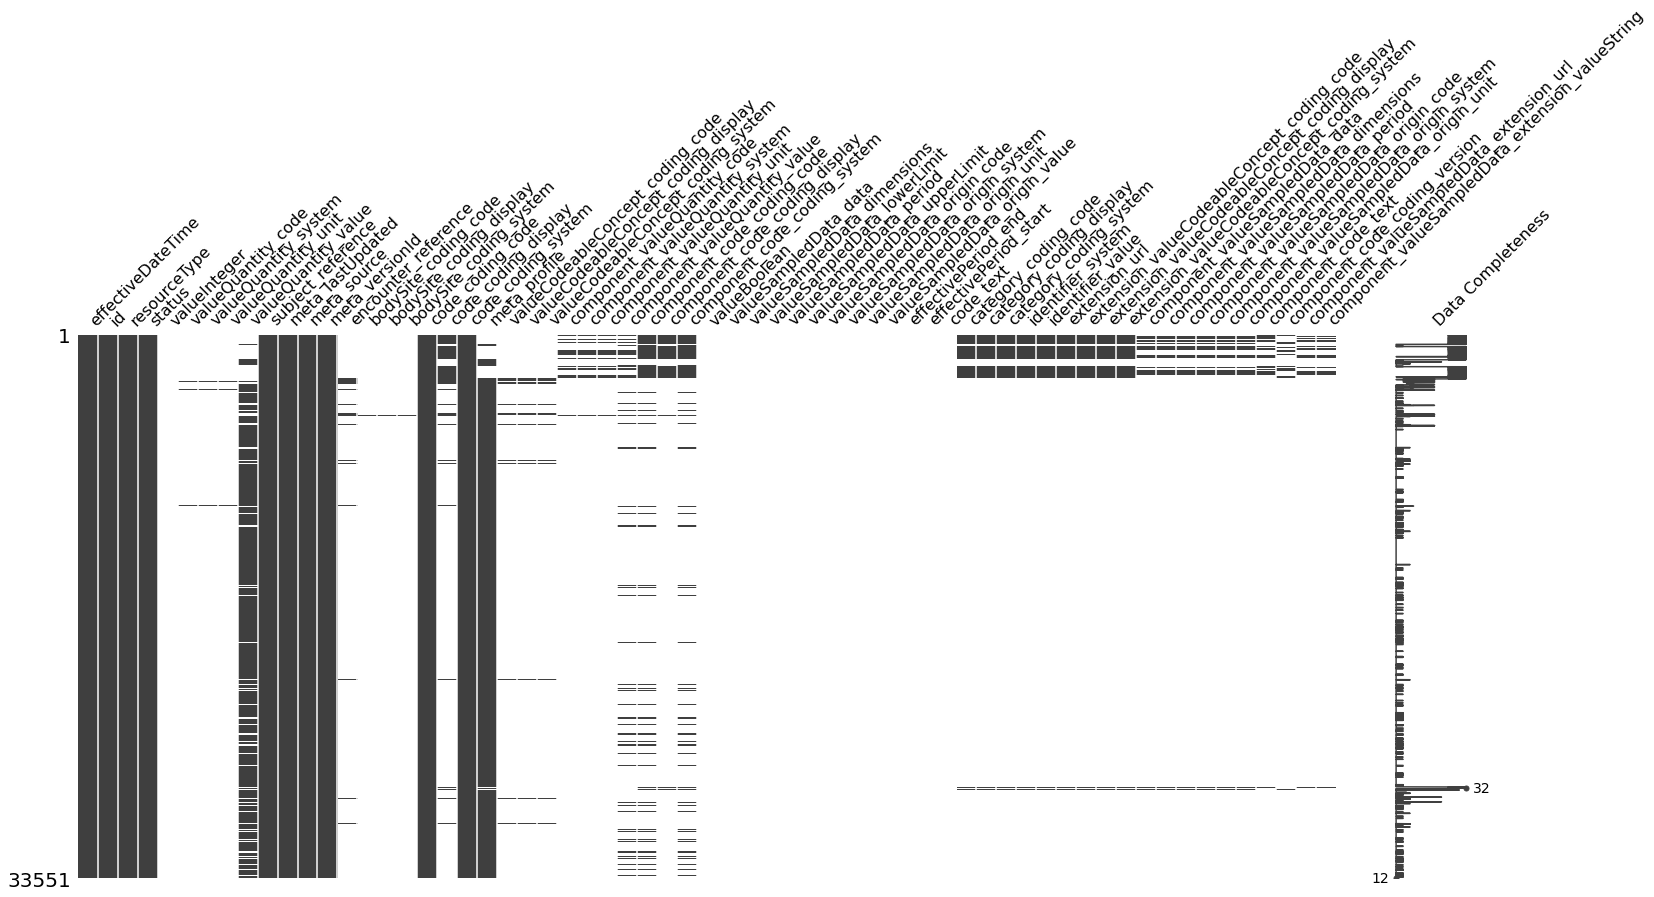 effectiveDateTime
id
resourceType
status
valueInteger
valueQuantity_code
valueQuantity_system
valueQuantity_unit
valueQuantity_value
subject_reference
meta_lastUpdated
meta_source
meta_versionId
encounter_reference
bodySite_coding_code
bodySite_coding_display
bodySite_coding_system
code_coding_code
code_coding_display
code_coding_system
meta_profile
valueCodeableConcept_coding_code
valueCodeableConcept_coding_display
valueCodeableConcept_coding_system
component_valueQuantity_code
component_valueQuantity_system
component_valueQuantity_unit
component_valueQuantity_value
component_code_coding_code
component_code_coding_display
component_code_coding_system
valueBoolean
valueSampledData_data
valueSampledData_dimensions
valueSampledData_lowerLimit
valueSampledData_period
valueSampledData_upperLimit
valueSampledData_origin_code
valueSampledData_origin_system
valueSampledData_origin_unit
valueSampledData_origin_value
effectivePeriod_end
effectivePeriod_start
code_text
category_coding_code
category_coding_display
category_coding_system
identifier_system
identifier_value
extension_url
extension_valueCodeableConcept_coding_code
extension_valueCodeableConcept_coding_display
extension_valueCodeableConcept_coding_system
component_valueSampledData_data
component_valueSampledData_dimensions
component_valueSampledData_period
component_valueSampledData_origin_code
component_valueSampledData_origin_system
component_valueSampledData_origin_unit
component_code_text
component_code_coding_version
component_valueSampledData_extension_url
component_valueSampledData_extension_valueString
Data Completeness
1
32
33551
12